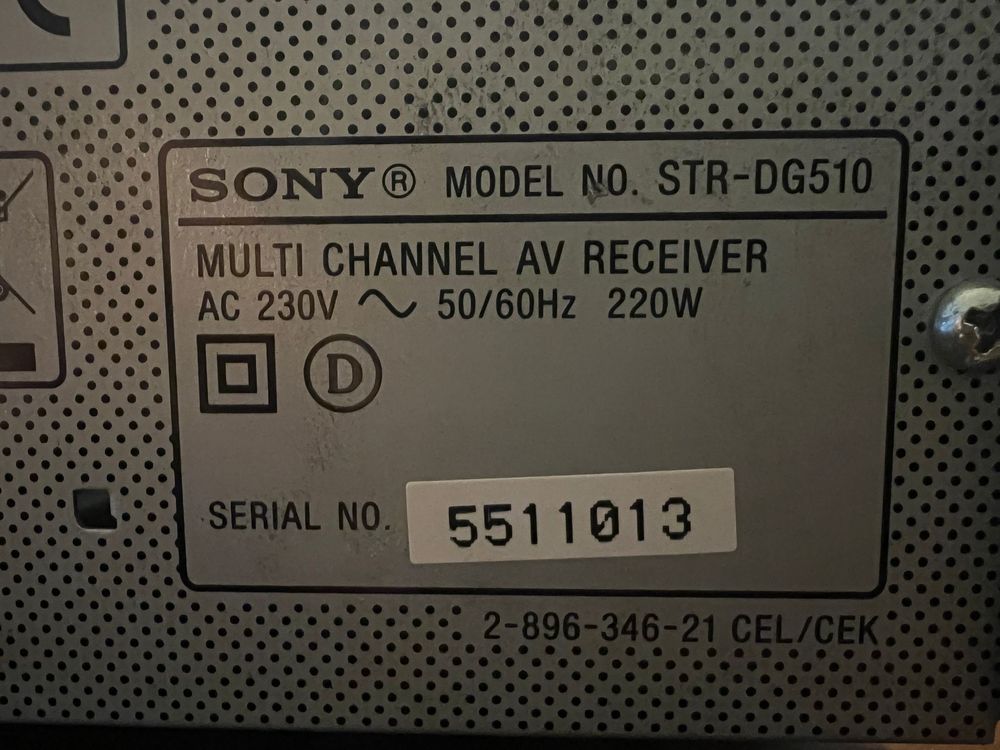 SONY® MODEL NO. STR-DG510
MULTI CHANNEL AV RECEIVER
AC 230V ~ 50/60Hz 220W
D
SERIAL NO. 5511013
2-896-346-21 CEL/CEK